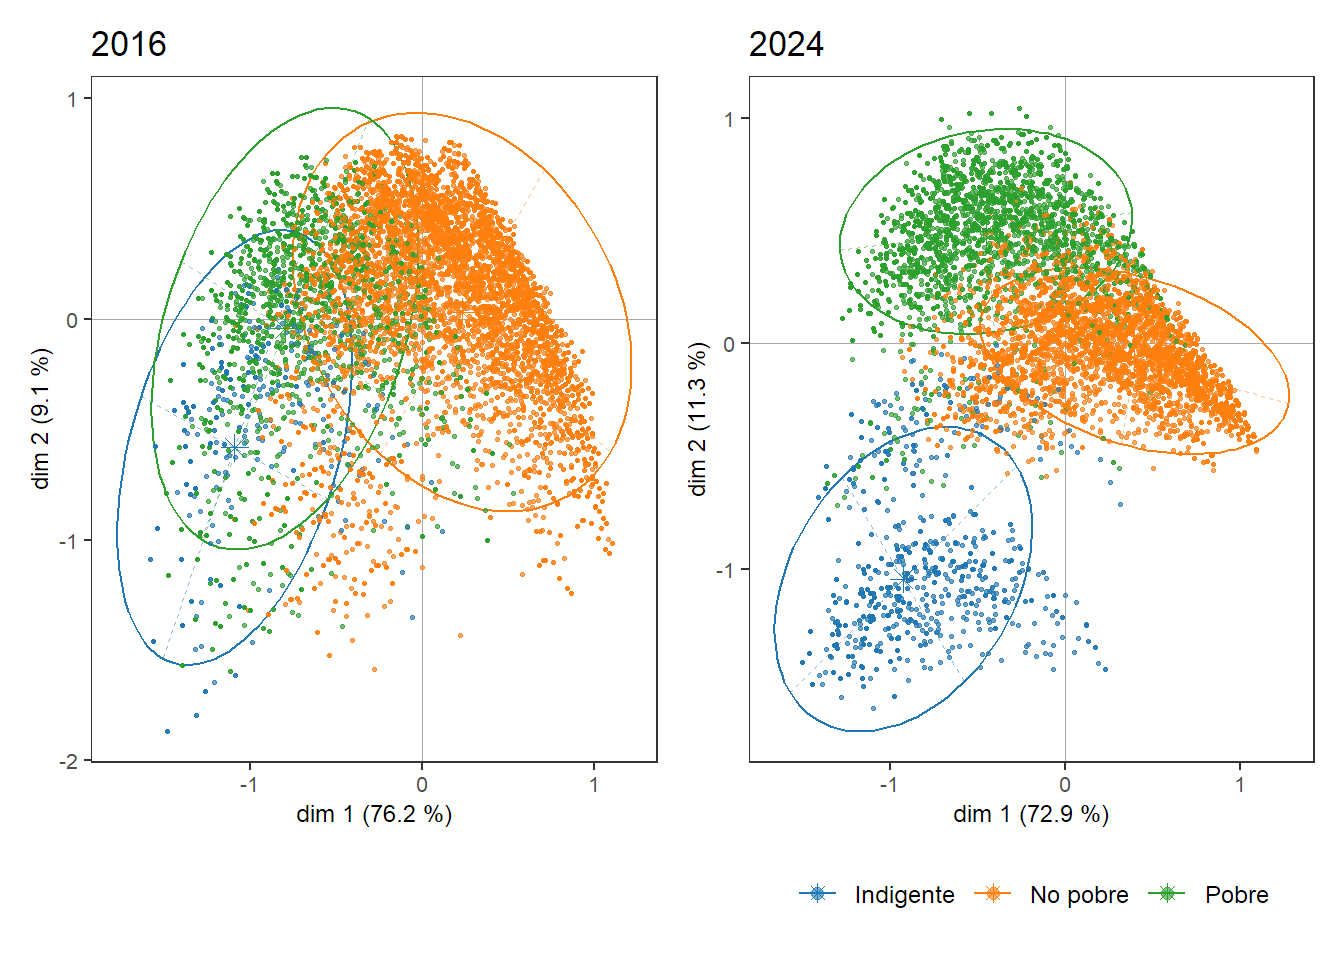 2016
1
0
-1
-2
dim 2 (9.1 %)
-1
0
1
dim 1 (76.2 %)
2024
1
0
-1
dim 2 (11.3 %)
-1
0
1
dim 1 (72.9 %)
Indigente
No pobre
Pobre